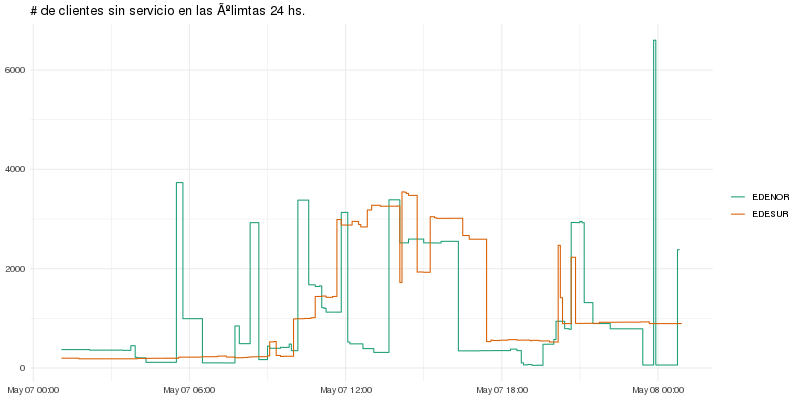 # de clientes sin servicio en las Ãºlimtas 24 hs.
6000
4000
2000
0
May 07 00:00
May 07 06:00
May 07 12:00
May 07 18:00
May 08 00:00
EDENOR
EDESUR